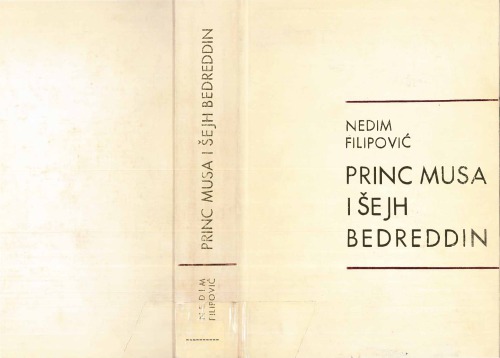 PRINC MUSA I ŠEJH BEDREDDIN
NEDIM
FILIPOVIĆ
NEDIM
FILIPOVIĆ
PRINC MUSA
I ŠEJH
BEDREDDIN